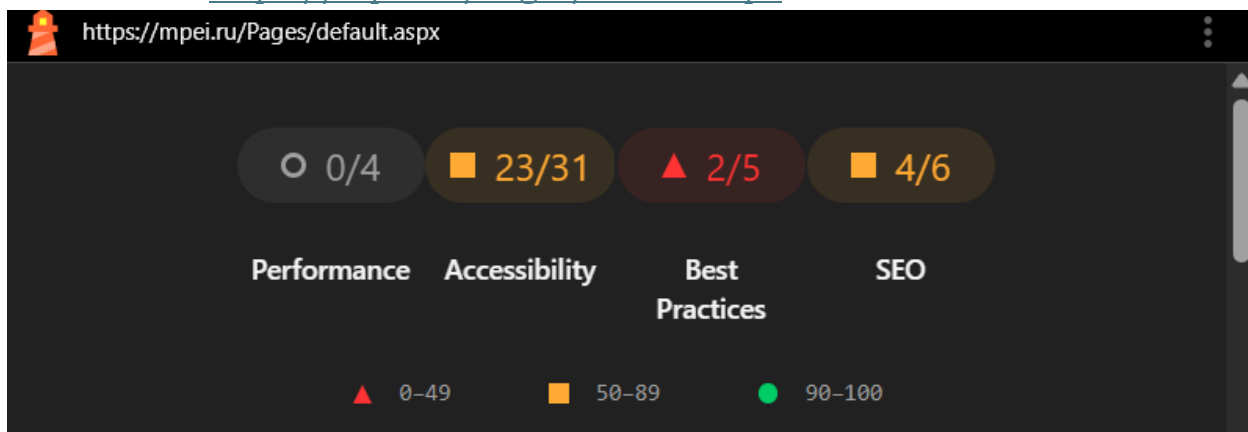 https://mpei.ru/Pages/default.aspx
0/4 23/31 2/5 4/6
Performance Accessibility Best Practices SEO
0–49 50–89 90–100